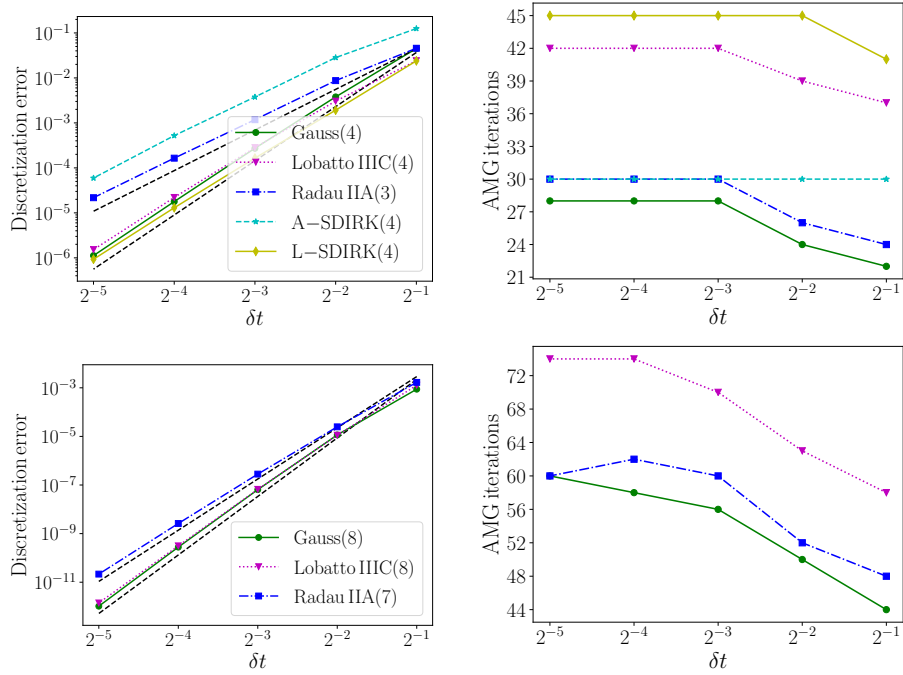 Discretization error
10⁻¹
10⁻²
10⁻³
10⁻⁴
10⁻⁵
10⁻⁶
Gauss(4)
Lobatto IIIC(4)
Radau IIA(3)
A−SDIRK(4)
L−SDIRK(4)
2⁻⁵ 2⁻⁴ 2⁻³ 2⁻² 2⁻¹
δt
AMG iterations
45
42
39
36
33
30
27
24
21
2⁻⁵ 2⁻⁴ 2⁻³ 2⁻² 2⁻¹
δt
Discretization error
10⁻³
10⁻⁵
10⁻⁷
10⁻⁹
10⁻¹¹
Gauss(8)
Lobatto IIIC(8)
Radau IIA(7)
2⁻⁵ 2⁻⁴ 2⁻³ 2⁻² 2⁻¹
δt
AMG iterations
72
68
64
60
56
52
48
44
2⁻⁵ 2⁻⁴ 2⁻³ 2⁻² 2⁻¹
δt